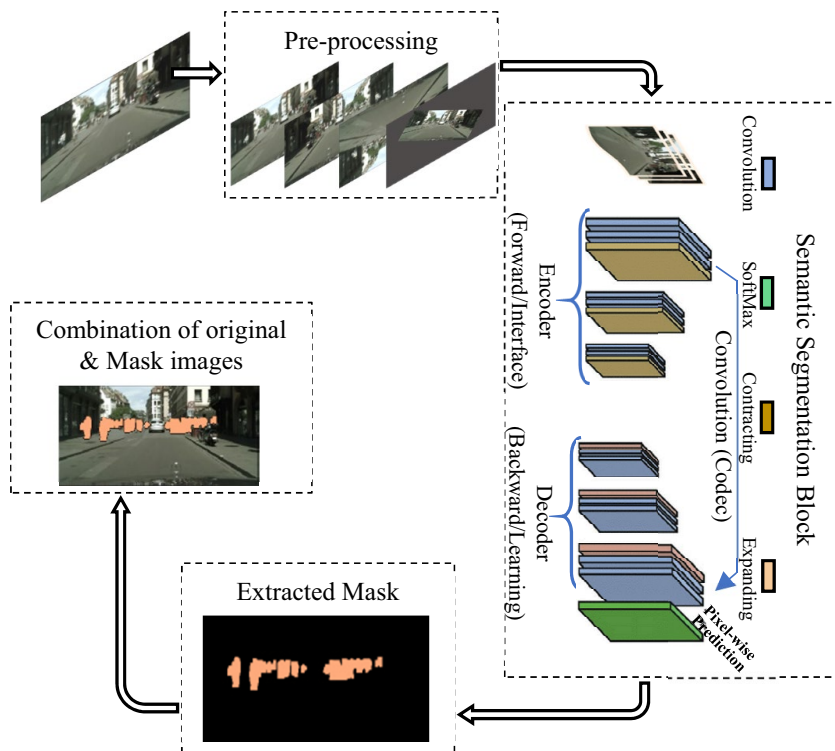 Pre-processing
Semantic Segmentation Block
Convolution
SoftMax
Contracting
Expanding
Convolution (Codec)
Encoder
(Forward/Interface)
Decoder
(Backward/Learning)
Pixel-wise
Prediction
Combination of original
& Mask images
Extracted Mask